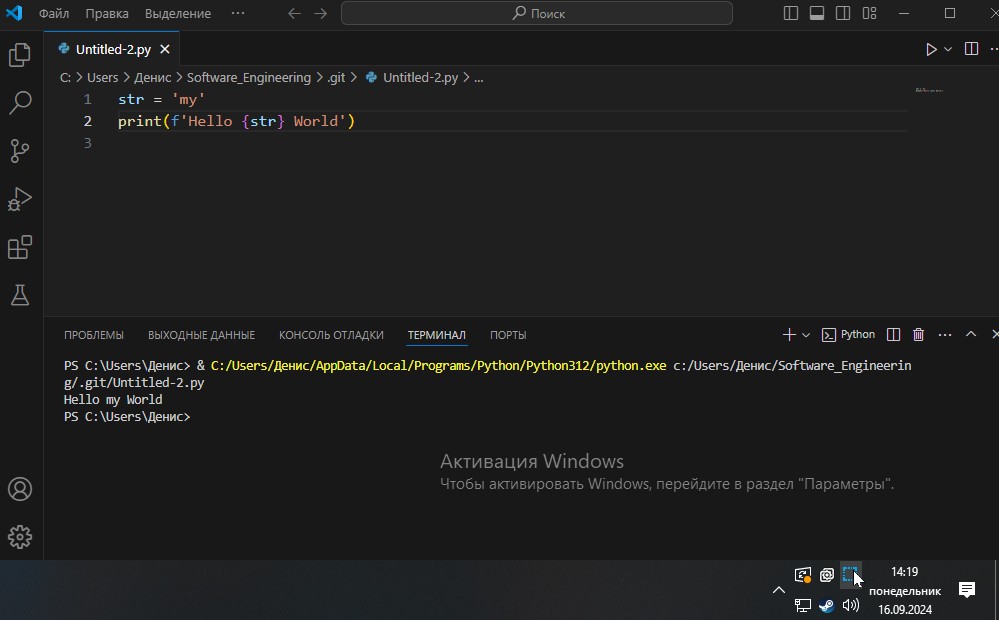 Файл Правка Выделение ··· Поиск
Untitled-2.py
C: > Users > Денис > Software_Engineering > .git > Untitled-2.py > ...
1 str = 'my'
2 print(f'Hello {str} World')
3
ПРОБЛЕМЫ ВЫХОДНЫЕ ДАННЫЕ КОНСОЛЬ ОТЛАДКИ ТЕРМИНАЛ ПОРТЫ Python
PS C:\Users\Денис> & C:/Users/Денис/AppData/Local/Programs/Python/Python312/python.exe c:/Users/Денис/Software_Engineerin
g/.git/Untitled-2.py
Hello my World
PS C:\Users\Денис>
Активация Windows
Чтобы активировать Windows, перейдите в раздел "Параметры".
14:19
понедельник
16.09.2024